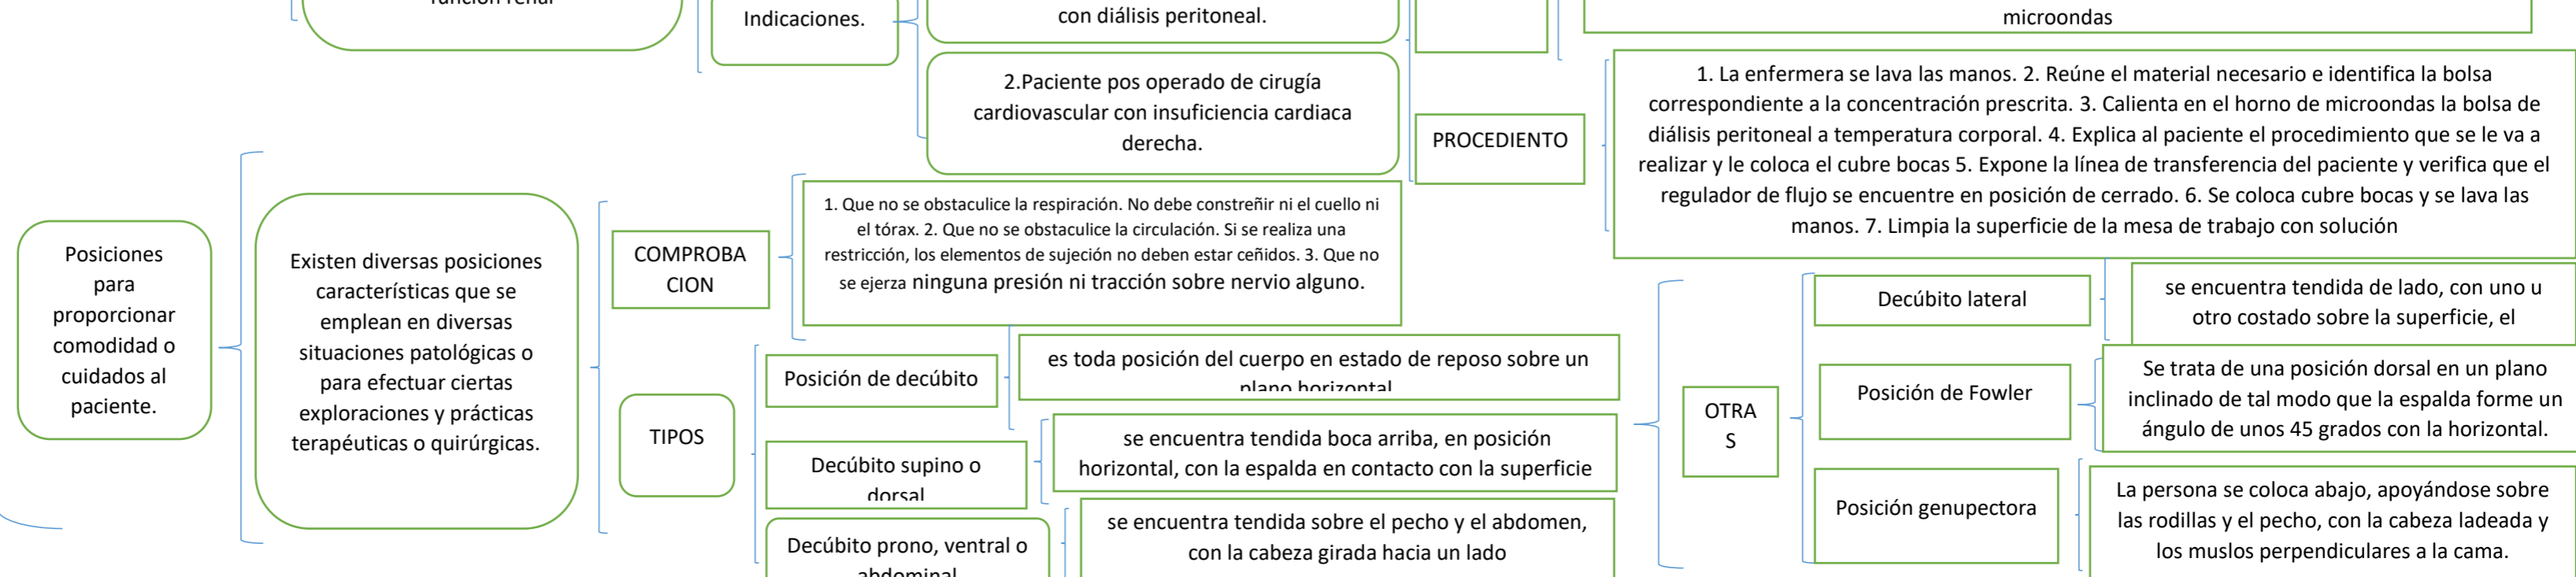 función renal
Indicaciones.
con diálisis peritoneal.
microondas
2.Paciente pos operado de cirugía
cardiovascular con insuficiencia cardiaca
derecha.
PROCEDIENTO
1. La enfermera se lava las manos. 2. Reúne el material necesario e identifica la bolsa
correspondiente a la concentración prescrita. 3. Calienta en el horno de microondas la bolsa de
diálisis peritoneal a temperatura corporal. 4. Explica al paciente el procedimiento que se le va a
realizar y le coloca el cubre bocas 5. Expone la línea de transferencia del paciente y verifica que el
regulador de flujo se encuentre en posición de cerrado. 6. Se coloca cubre bocas y se lava las
manos. 7. Limpia la superficie de la mesa de trabajo con solución
Posiciones
para
proporcionar
comodidad o
cuidados al
paciente.
Existen diversas posiciones
características que se
emplean en diversas
situaciones patológicas o
para efectuar ciertas
exploraciones y prácticas
terapéuticas o quirúrgicas.
COMPROBA
CION
1. Que no se obstaculice la respiración. No debe constreñir ni el cuello ni
el tórax. 2. Que no se obstaculice la circulación. Si se realiza una
restricción, los elementos de sujeción no deben estar ceñidos. 3. Que no
se ejerza ninguna presión ni tracción sobre nervio alguno.
TIPOS
Posición de decúbito
es toda posición del cuerpo en estado de reposo sobre un
plano horizontal
Decúbito supino o
dorsal
se encuentra tendida boca arriba, en posición
horizontal, con la espalda en contacto con la superficie
Decúbito prono, ventral o
abdominal
se encuentra tendida sobre el pecho y el abdomen,
con la cabeza girada hacia un lado
OTRA
S
Decúbito lateral
se encuentra tendida de lado, con uno u
otro costado sobre la superficie, el
Posición de Fowler
Se trata de una posición dorsal en un plano
inclinado de tal modo que la espalda forme un
ángulo de unos 45 grados con la horizontal.
Posición genupectora
La persona se coloca abajo, apoyándose sobre
las rodillas y el pecho, con la cabeza ladeada y
los muslos perpendiculares a la cama.